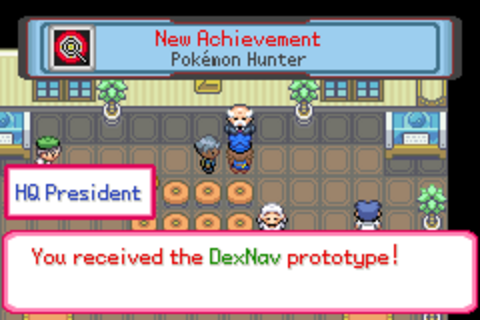 New Achievement
Pokémon Hunter
HQ President
You received the DexNav prototype!